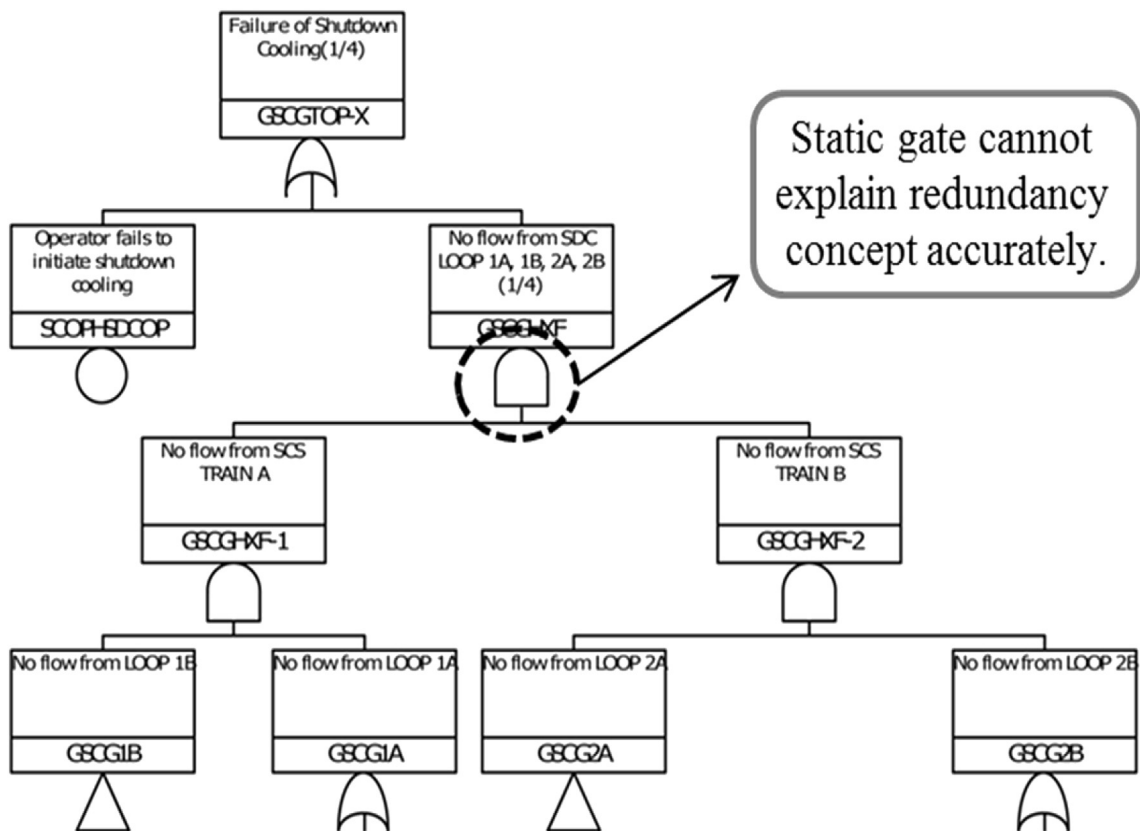 Failure of Shutdown
Cooling(1/4)
GSCGTOP-X
Static gate cannot
explain redundancy
concept accurately.
Operator fails to
initiate shutdown
cooling
SCOPHSDCOP
No flow from SDC
LOOP 1A, 1B, 2A, 2B
(1/4)
GSCGHXF
No flow from SCS
TRAIN A
GSCGHXF-1
No flow from SCS
TRAIN B
GSCGHXF-2
No flow from LOOP 1B
GSCG1B
No flow from LOOP 1A
GSCG1A
No flow from LOOP 2A
GSCG2A
No flow from LOOP 2B
GSCG2B